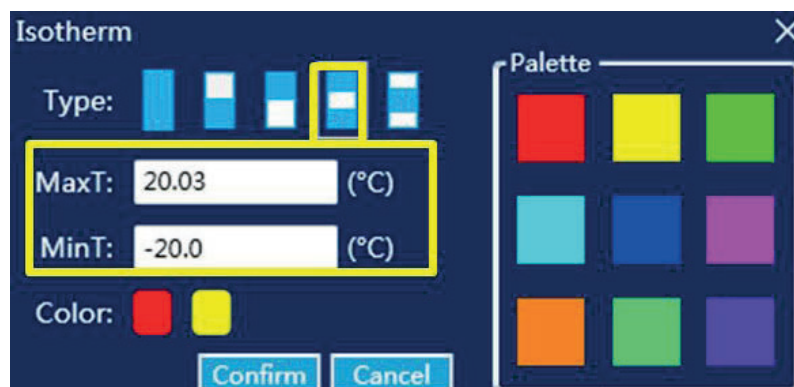 Isotherm
Palette
Type:
MaxT: 20.03 (°C)
MinT: -20.0 (°C)
Color:
Confirm Cancel